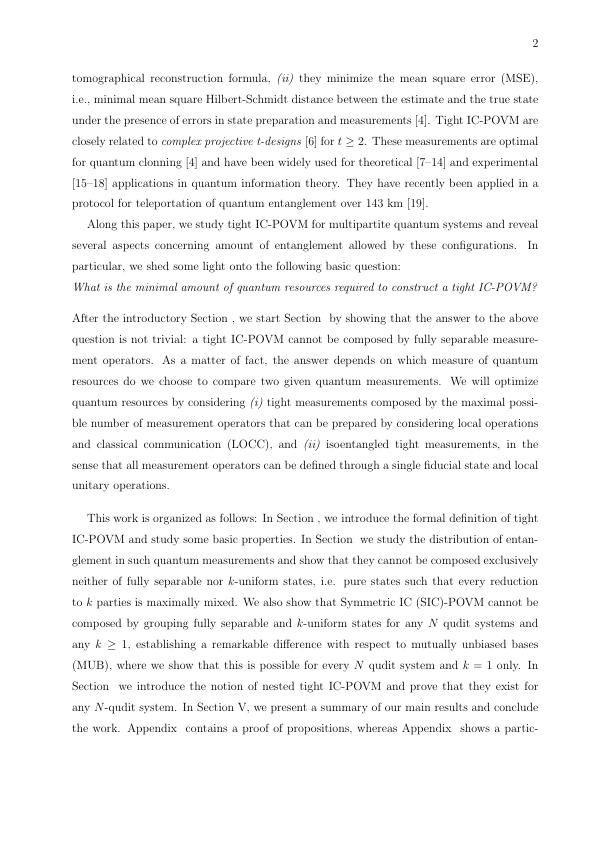 2
tomographical reconstruction formula, (ii) they minimize the mean square error (MSE),
i.e., minimal mean square Hilbert-Schmidt distance between the estimate and the true state
under the presence of errors in state preparation and measurements [4]. Tight IC-POVM are
closely related to complex projective t-designs [6] for t ≥ 2. These measurements are optimal
for quantum clonning [4] and have been widely used for theoretical [7–14] and experimental
[15–18] applications in quantum information theory. They have recently been applied in a
protocol for teleportation of quantum entanglement over 143 km [19].
Along this paper, we study tight IC-POVM for multipartite quantum systems and reveal
several aspects concerning amount of entanglement allowed by these configurations. In
particular, we shed some light onto the following basic question:
What is the minimal amount of quantum resources required to construct a tight IC-POVM?
After the introductory Section , we start Section by showing that the answer to the above
question is not trivial: a tight IC-POVM cannot be composed by fully separable measure-
ment operators. As a matter of fact, the answer depends on which measure of quantum
resources do we choose to compare two given quantum measurements. We will optimize
quantum resources by considering (i) tight measurements composed by the maximal possi-
ble number of measurement operators that can be prepared by considering local operations
and classical communication (LOCC), and (ii) isoentangled tight measurements, in the
sense that all measurement operators can be defined through a single fiducial state and local
unitary operations.
This work is organized as follows: In Section , we introduce the formal definition of tight
IC-POVM and study some basic properties. In Section we study the distribution of entan-
glement in such quantum measurements and show that they cannot be composed exclusively
neither of fully separable nor k-uniform states, i.e. pure states such that every reduction
to k parties is maximally mixed. We also show that Symmetric IC (SIC)-POVM cannot be
composed by grouping fully separable and k-uniform states for any N qudit systems and
any k ≥ 1, establishing a remarkable difference with respect to mutually unbiased bases
(MUB), where we show that this is possible for every N qudit system and k = 1 only. In
Section we introduce the notion of nested tight IC-POVM and prove that they exist for
any N-qudit system. In Section V, we present a summary of our main results and conclude
the work. Appendix contains a proof of propositions, whereas Appendix shows a partic-